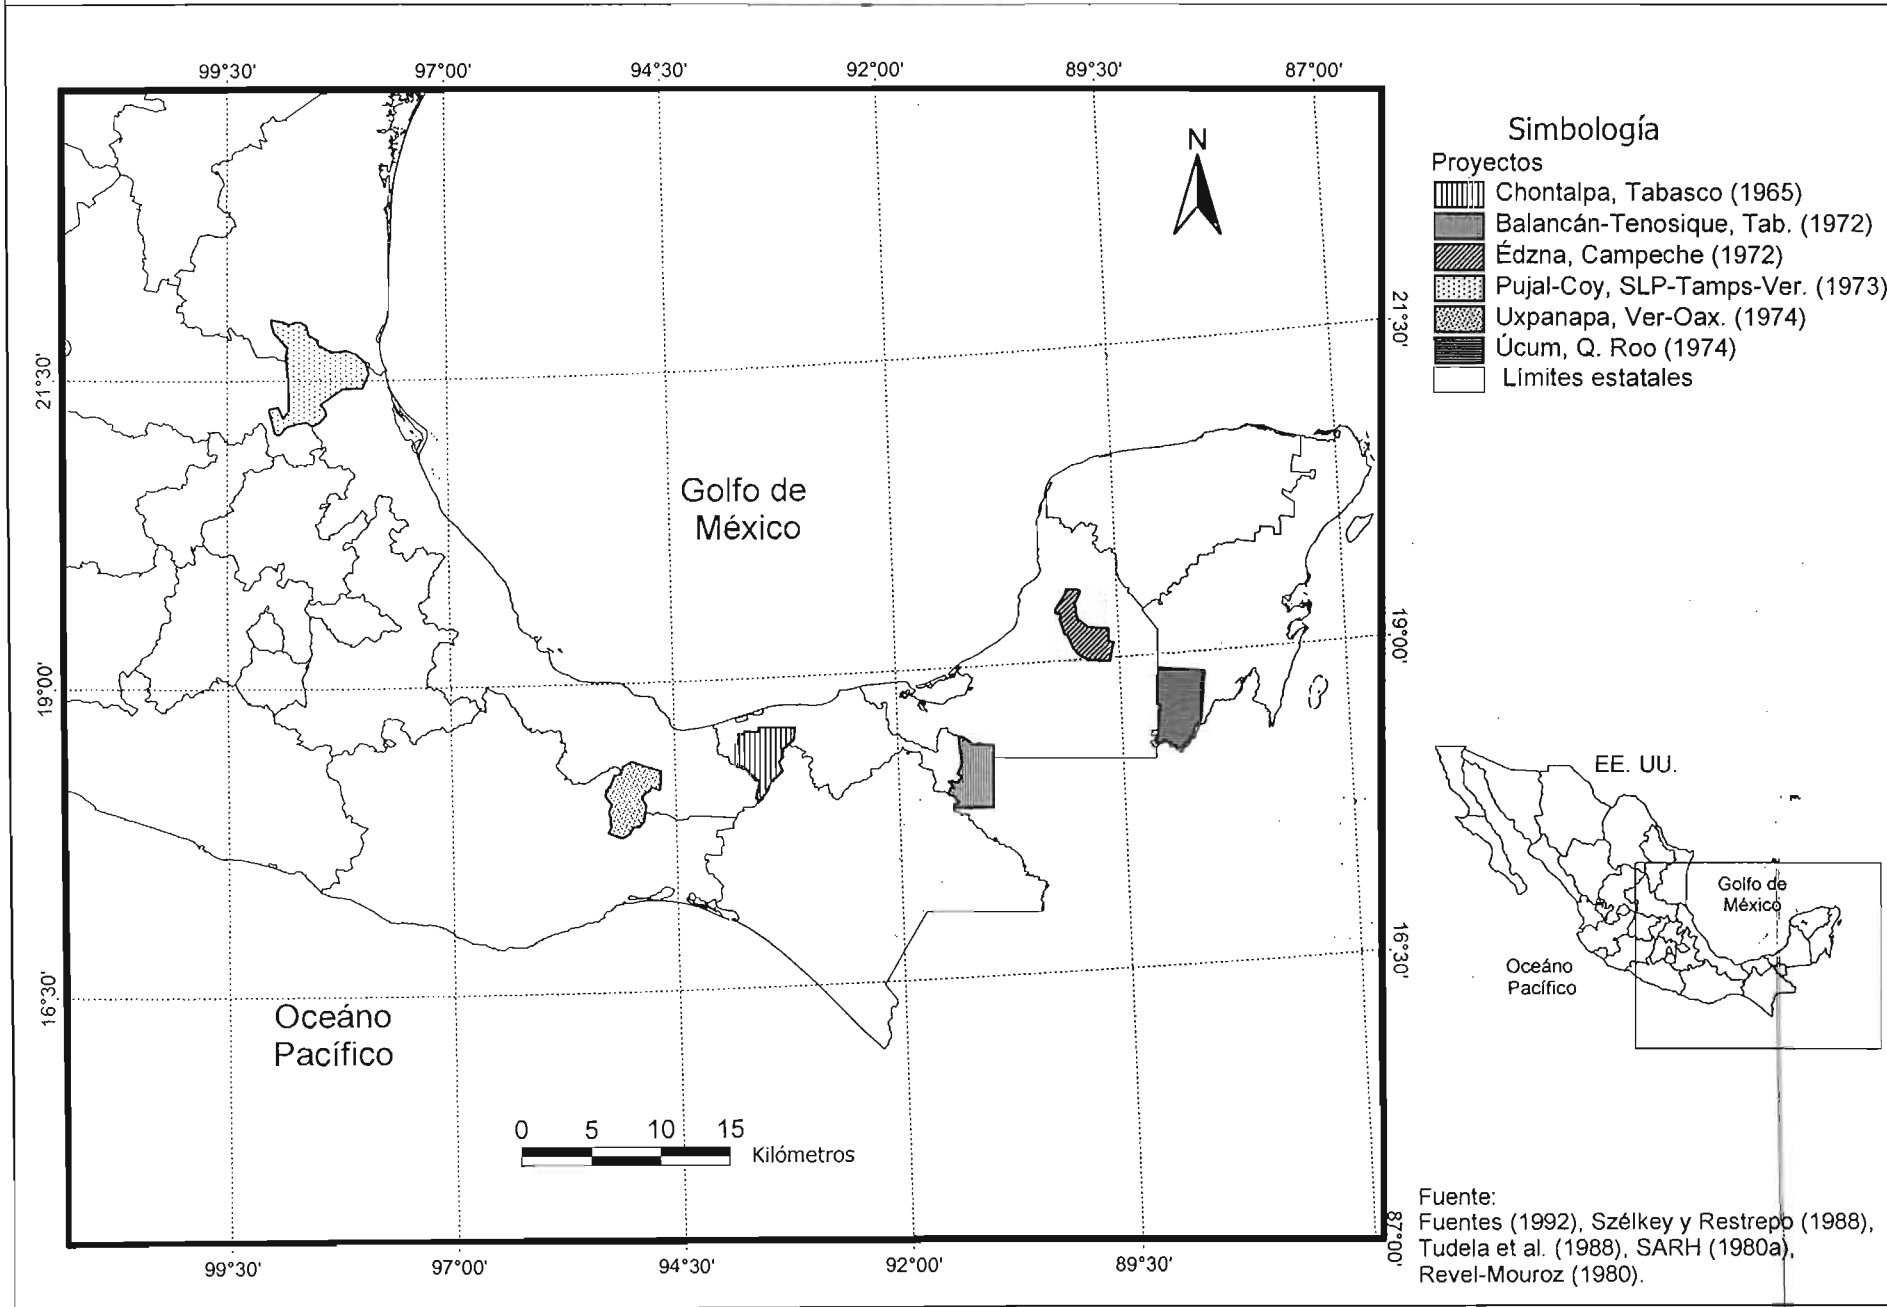 99°30'
97°00'
94°30'
92°00'
89°30'
87°00'
N
Simbología
Proyectos
Chontalpa, Tabasco (1965)
Balancán-Tenosique, Tab. (1972)
Édzna, Campeche (1972)
Pujal-Coy, SLP-Tamps-Ver. (1973)
Uxpanapa, Ver-Oax. (1974)
Úcum, Q. Roo (1974)
Límites estatales
21°30'
21°30'
Golfo de
México
19°00'
19°00'
EE. UU.
Golfo de
México
Oceáno
Pacífico
16°30'
16°30'
Oceáno
Pacífico
0 5 10 15
Kilómetros
87°00'
99°30'
97°00'
94°30'
92°00'
89°30'
Fuente:
Fuentes (1992), Szélkey y Restrepo (1988),
Tudela et al. (1988), SARH (1980a),
Revel-Mouroz (1980).